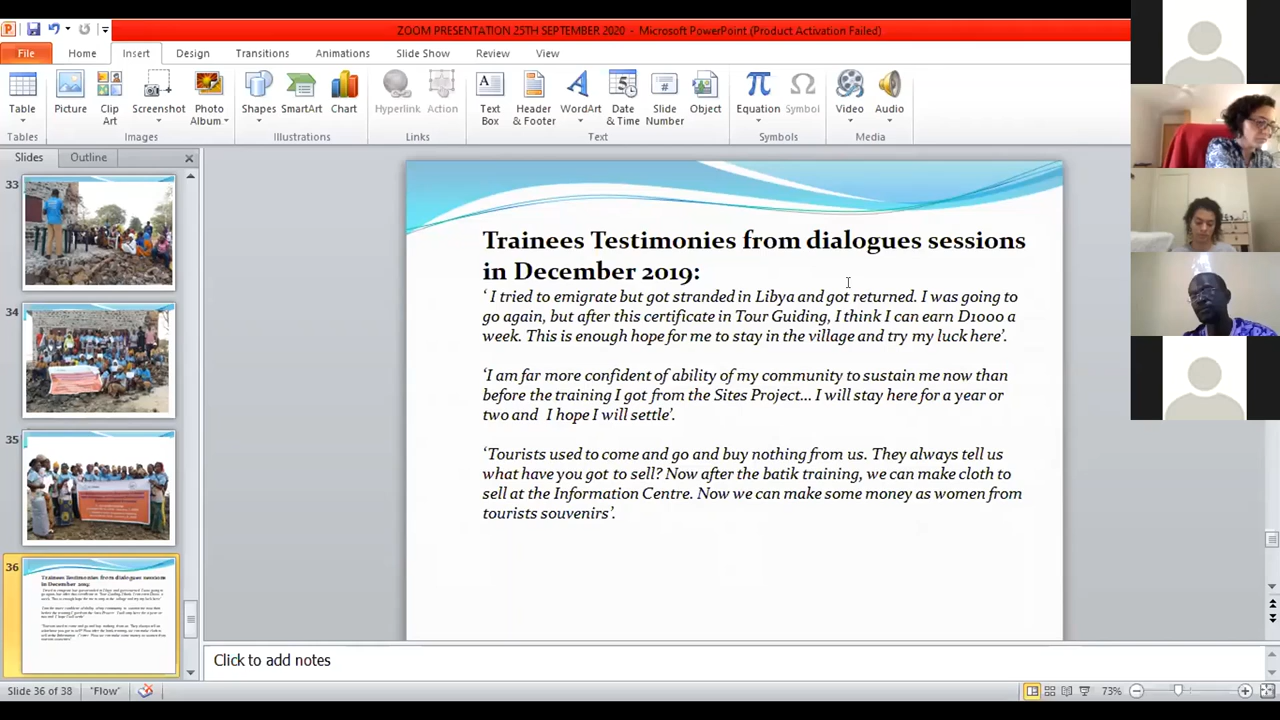 ZOOM PRESENTATION 25TH SEPTEMBER 2020 - Microsoft PowerPoint (Product Activation Failed)
File Home Insert Design Transitions Animations Slide Show Review View
Table
Picture
Clip Art
Screenshot
Photo Album
Shapes
SmartArt
Chart
Hyperlink
Action
Text Box
Header & Footer
WordArt
Date & Time
Slide Number
Object
Equation
Symbol
Video
Audio
Tables Images Illustrations Links Text Symbols Media
Slides Outline
33
34
35
36
Trainees Testimonies from dialogues sessions
in December 2019:
‘ I tried to emigrate but got stranded in Libya and got returned. I was going to
go again, but after this certificate in Tour Guiding, I think I can earn D1000 a
week. This is enough hope for me to stay in the village and try my luck here’.
‘I am far more confident of ability of my community to sustain me now than
before the training I got from the Sites Project... I will stay here for a year or
two and  I hope I will settle’.
‘Tourists used to come and go and buy nothing from us. They always tell us
what have you got to sell? Now after the batik training, we can make cloth to
sell at the Information Centre. Now we can make some money as women from
tourists souvenirs’.
Click to add notes
Slide 36 of 38 "Flow" 73%